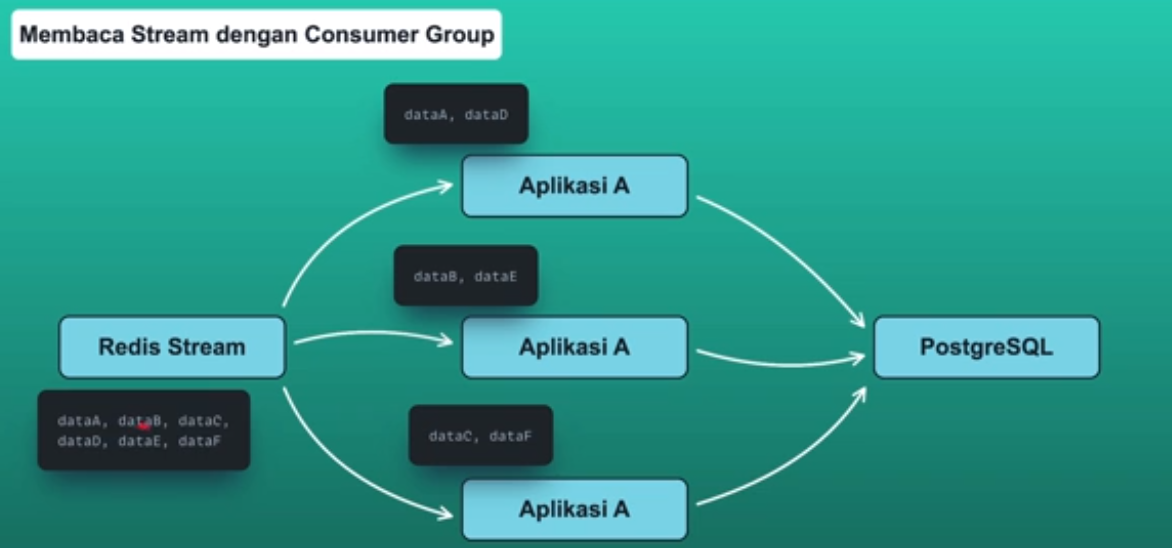 Membaca Stream dengan Consumer Group
dataA, dataD
Aplikasi A
dataB, dataE
Redis Stream
Aplikasi A
PostgreSQL
dataA, dataB, dataC,
dataD, dataE, dataF
dataC, dataF
Aplikasi A